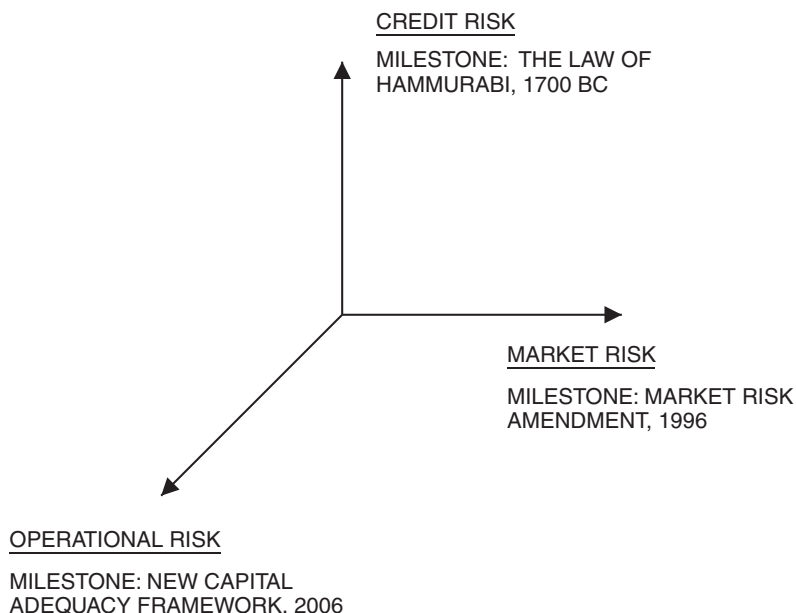 CREDIT RISK
MILESTONE: THE LAW OF
HAMMURABI, 1700 BC
MARKET RISK
MILESTONE: MARKET RISK
AMENDMENT, 1996
OPERATIONAL RISK
MILESTONE: NEW CAPITAL
ADEQUACY FRAMEWORK, 2006